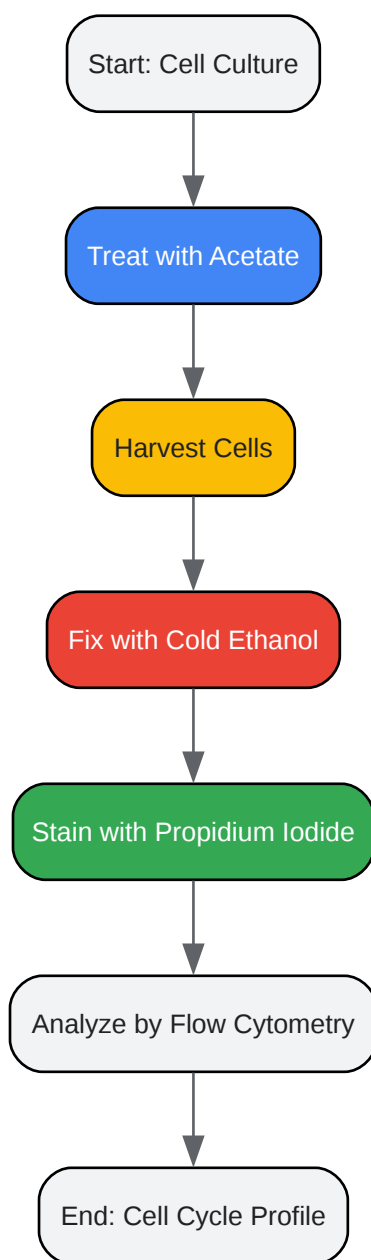 Start: Cell Culture
Treat with Acetate
Harvest Cells
Fix with Cold Ethanol
Stain with Propidium Iodide
Analyze by Flow Cytometry
End: Cell Cycle Profile